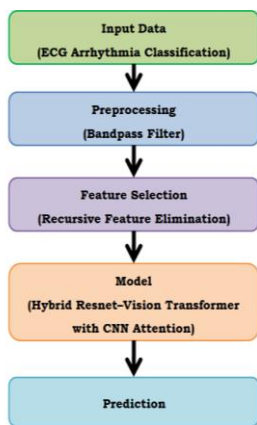 Input Data
(ECG Arrhythmia Classification)
Preprocessing
(Bandpass Filter)
Feature Selection
(Recursive Feature Elimination)
Model
(Hybrid Resnet–Vision Transformer
with CNN Attention)
Prediction